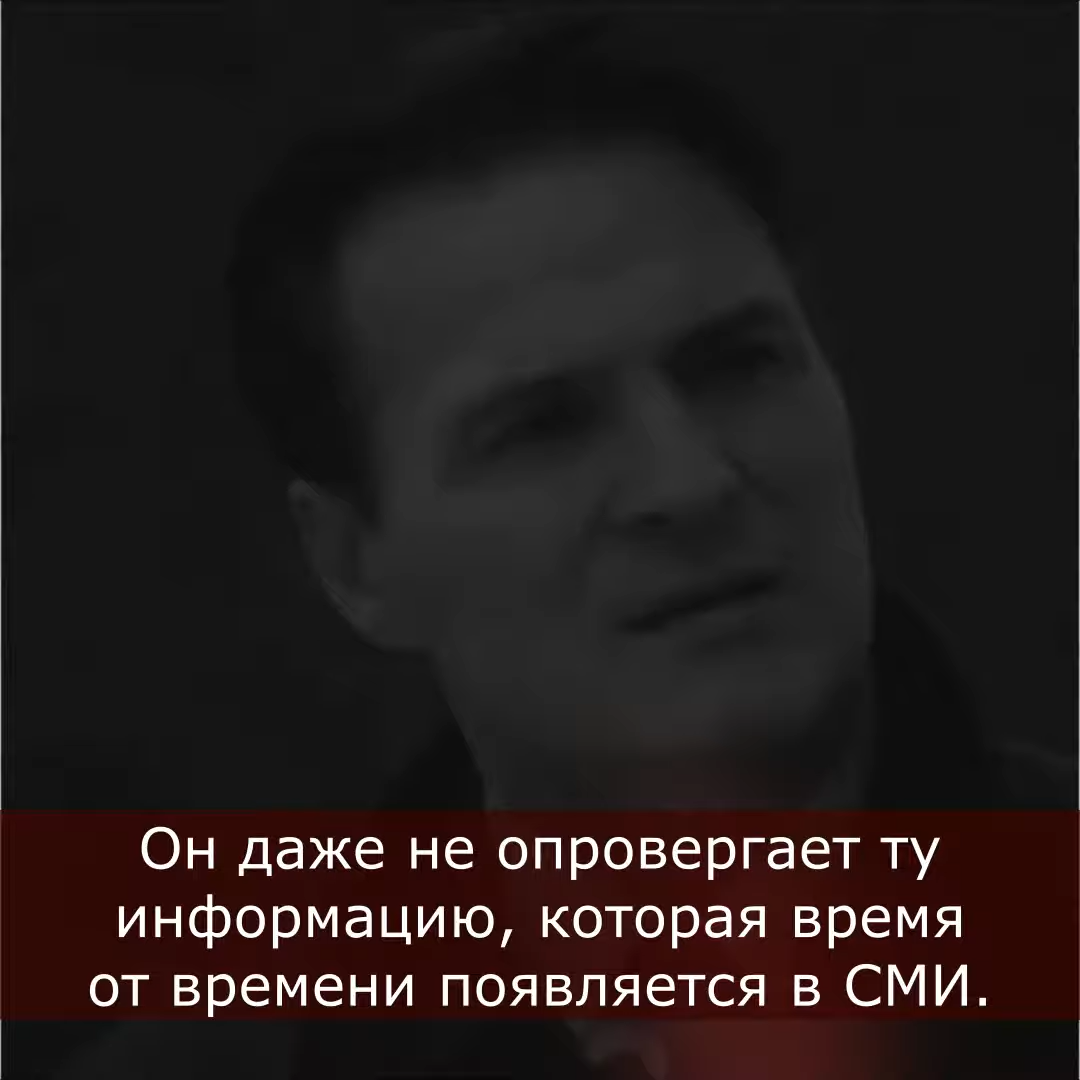 Он даже не опровергает ту
информацию, которая время
от времени появляется в СМИ.